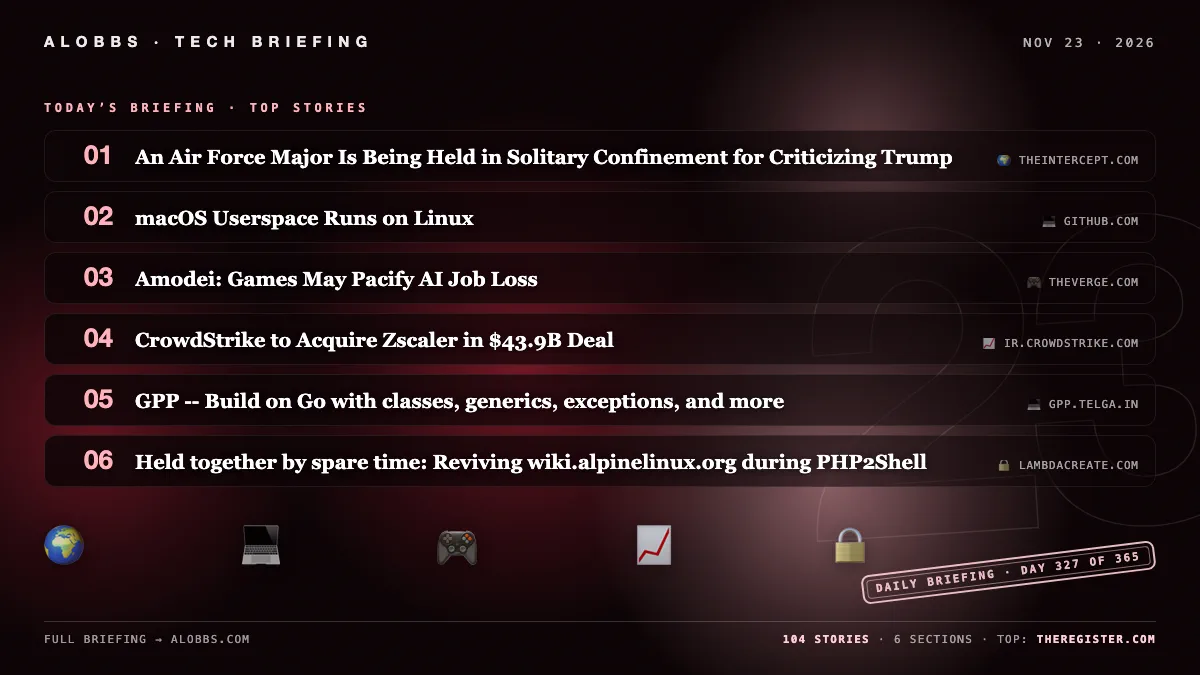 ALOBBS · TECH BRIEFING
NOV 23 · 2026
TODAY’S BRIEFING · TOP STORIES
01 An Air Force Major Is Being Held in Solitary Confinement for Criticizing Trump THEINTERCEPT.COM
02 macOS Userspace Runs on Linux GITHUB.COM
03 Amodei: Games May Pacify AI Job Loss THEVERGE.COM
04 CrowdStrike to Acquire Zscaler in $43.9B Deal IR.CROWDSTRIKE.COM
05 GPP -- Build on Go with classes, generics, exceptions, and more GPP.TELGA.IN
06 Held together by spare time: Reviving wiki.alpinelinux.org during PHP2Shell LAMBDACREATE.COM
23
DAILY BRIEFING · DAY 327 OF 365
FULL BRIEFING → ALOBBS.COM
104 STORIES · 6 SECTIONS · TOP: THEREGISTER.COM